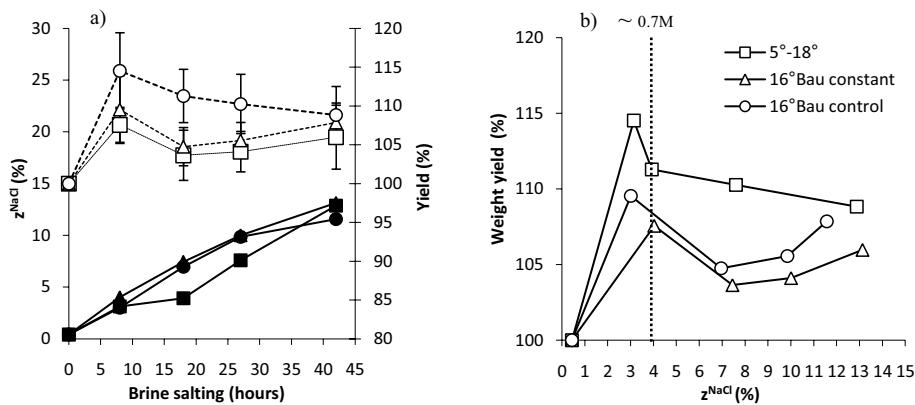 a)
30
25
20
15
10
5
0
z^NaCl (%)
0 5 10 15 20 25 30 35 40 45
Brine salting (hours)
120
115
110
105
100
95
90
85
80
Yield (%)
b)
~ 0.7M
120
115
110
105
100
Weight yield (%)
5°-18°
16°Bau constant
16°Bau control
0 1 2 3 4 5 6 7 8 9 10 11 12 13 14 15
z^NaCl (%)